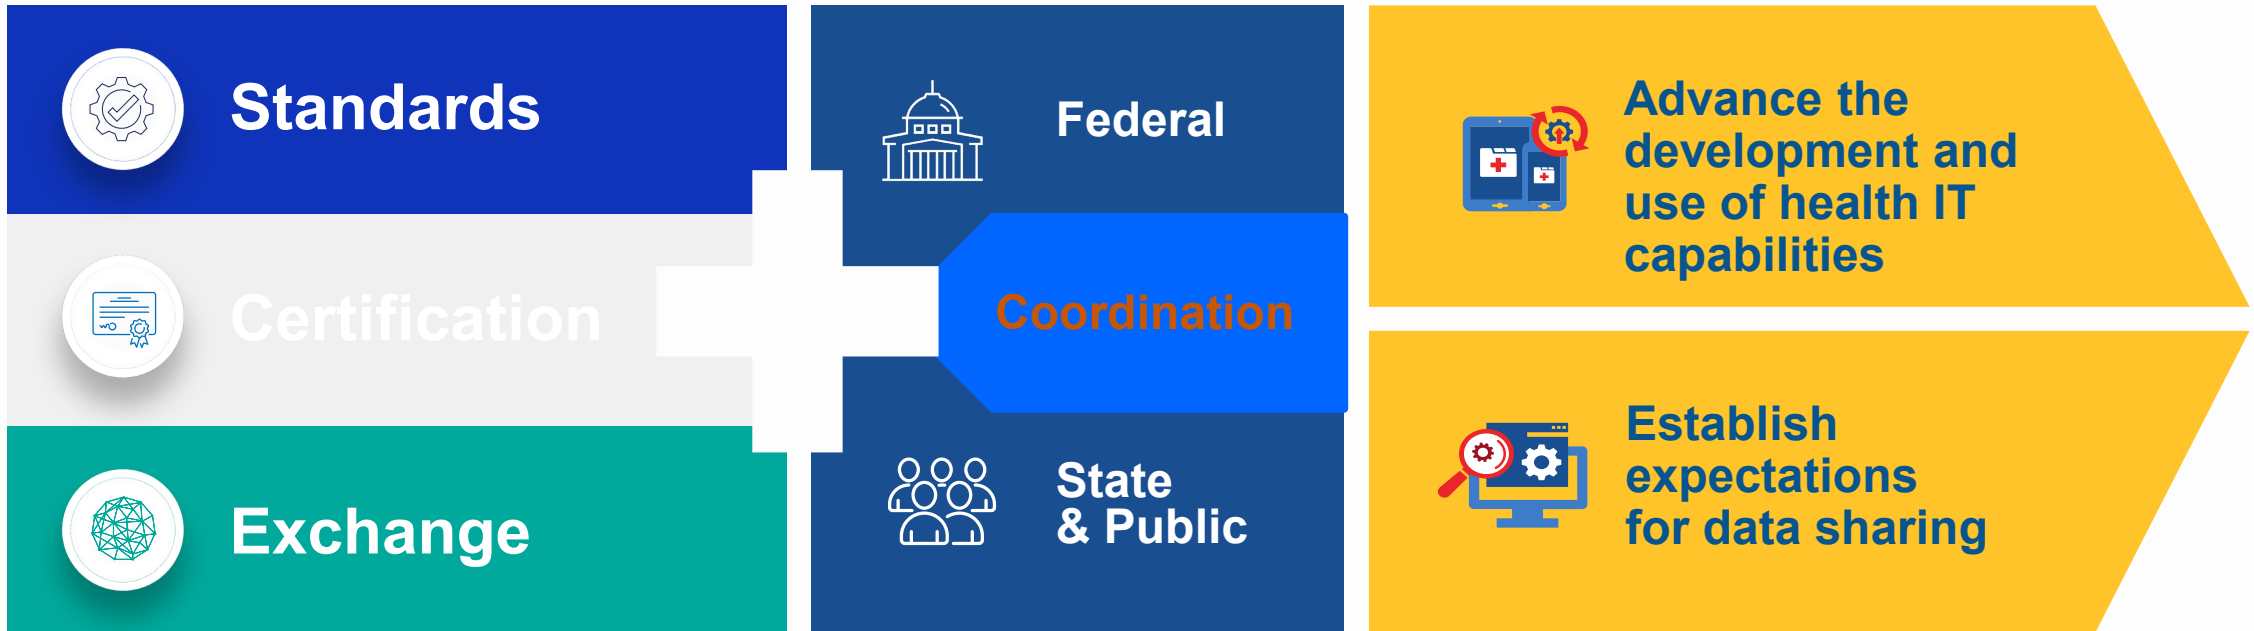 Standards
Certification
Exchange
Federal
Coordination
State
& Public
Advance the
development and
use of health IT
capabilities
Establish
expectations
for data sharing